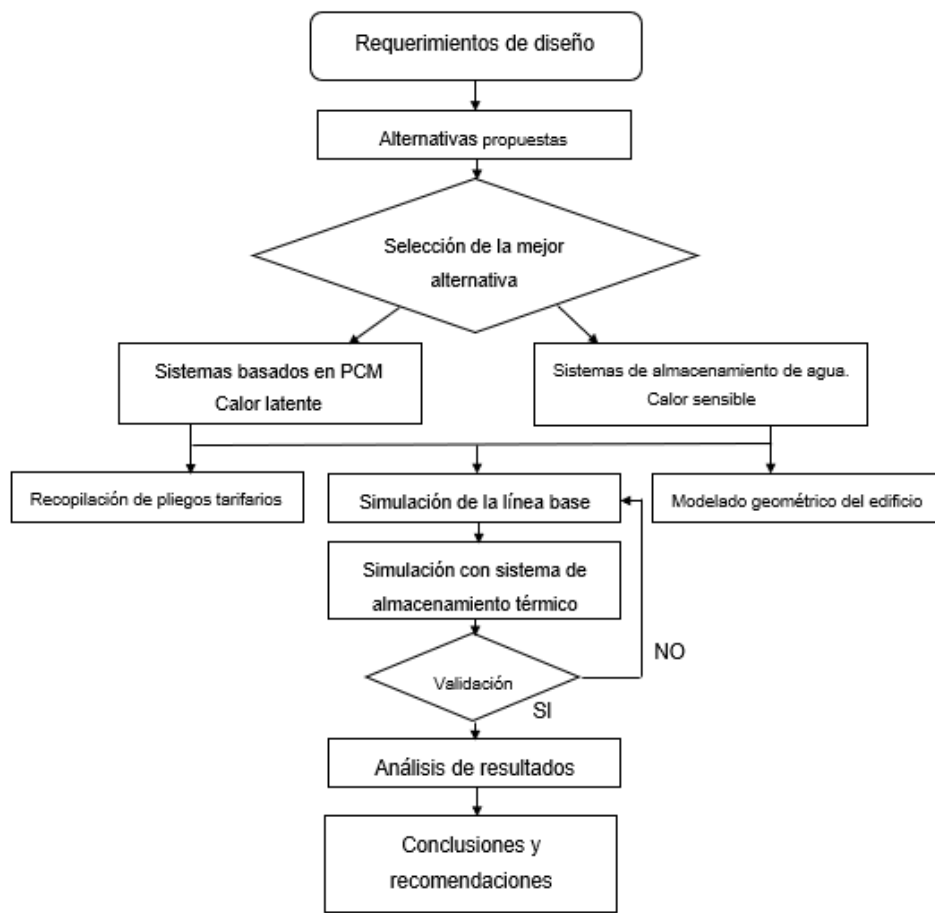 Requerimientos de diseño
Alternativas propuestas
Selección de la mejor
alternativa
Sistemas basados en PCM
Calor latente
Sistemas de almacenamiento de agua.
Calor sensible
Recopilación de pliegos tarifarios
Simulación de la línea base
Modelado geométrico del edificio
Simulación con sistema de
almacenamiento térmico
NO
Validación
SI
Análisis de resultados
Conclusiones y
recomendaciones